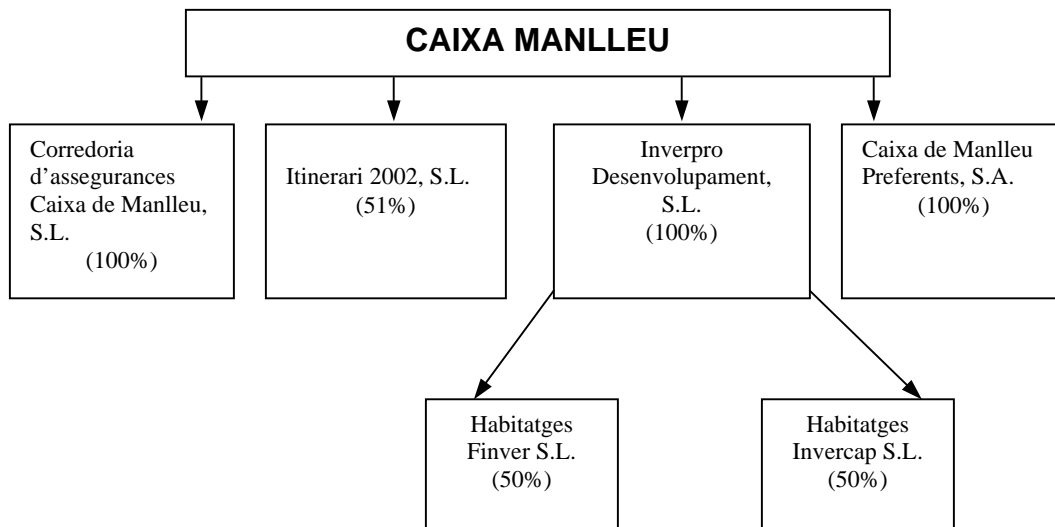 CAIXA MANLLEU
Corredoria
d'assegurances
Caixa de Manlleu,
S.L.
(100%)
Itinerari 2002, S.L.
(51%)
Inverpro
Desenvolupament,
S.L.
(100%)
Caixa de Manlleu
Preferents, S.A.
(100%)
Habitatges
Finver S.L.
(50%)
Habitatges
Invercap S.L.
(50%)